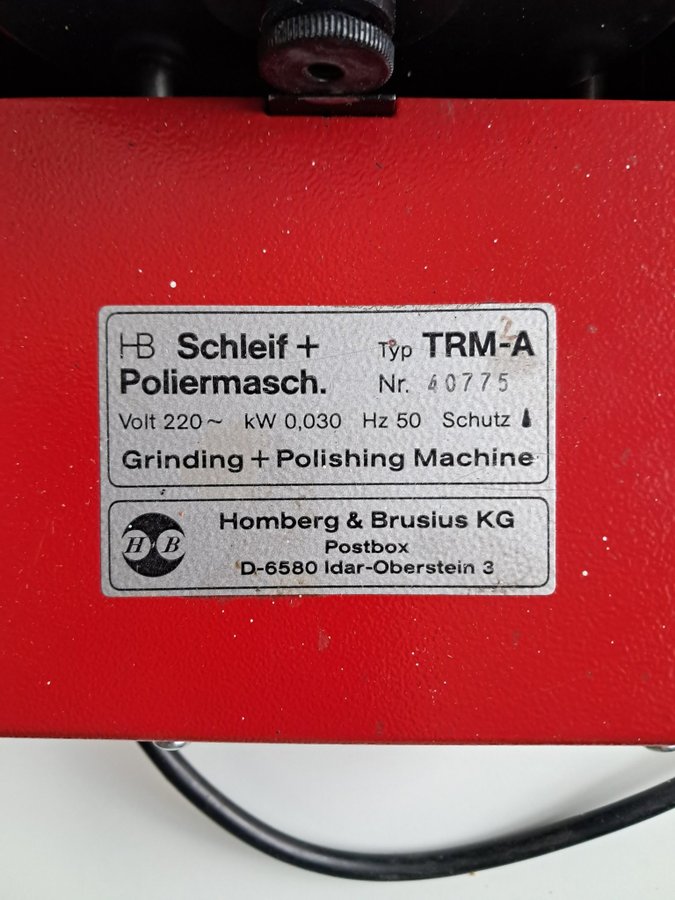 HB Schleif + Typ TRM-A
Poliermasch. Nr. 40775
Volt 220~ kW 0,030 Hz 50 Schutz
Grinding + Polishing Machine
HB Homberg & Brusius KG
Postbox
D-6580 Idar-Oberstein 3